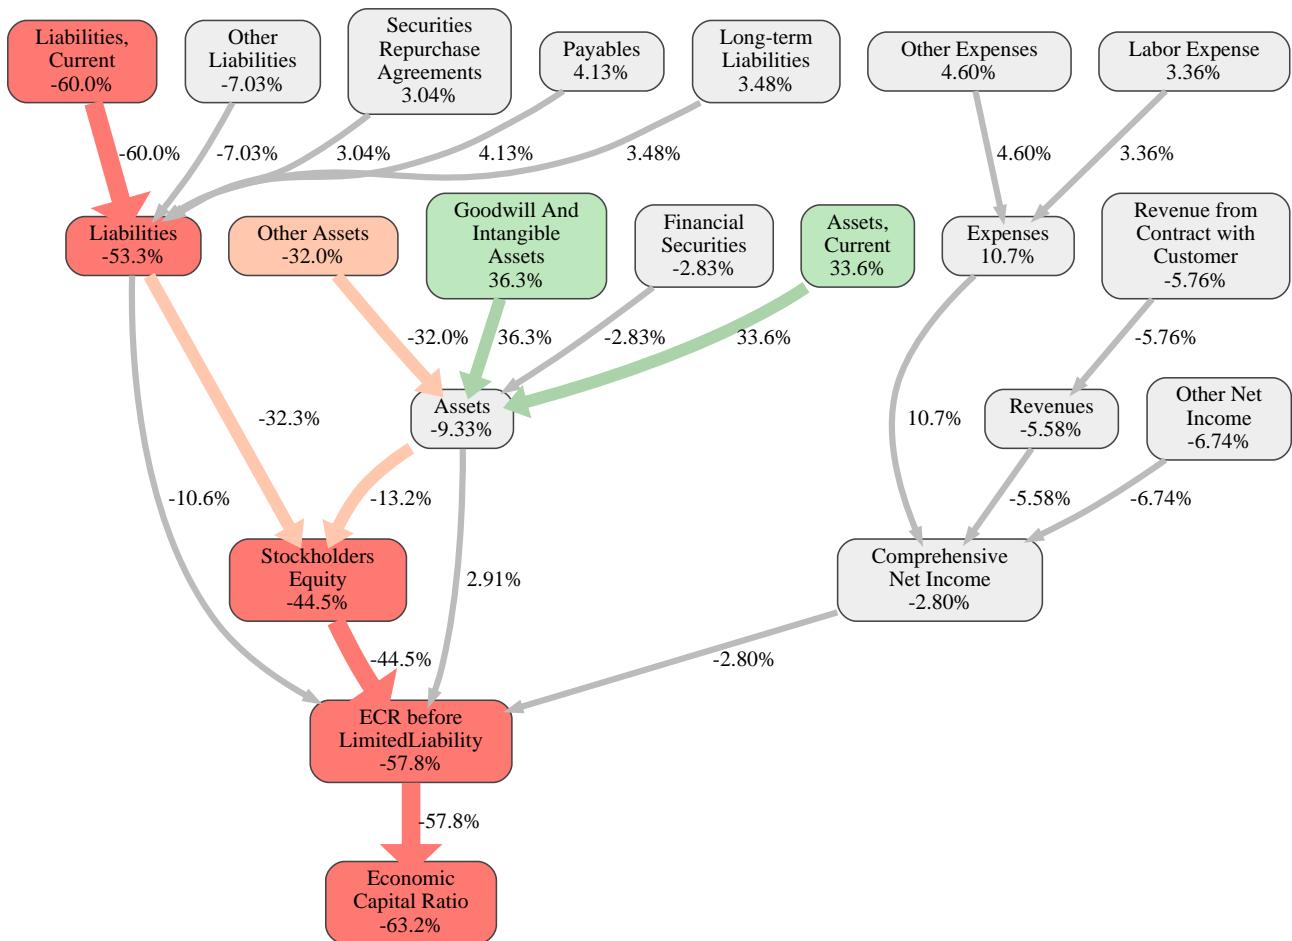 Liabilities,
Current
-60.0%
Other
Liabilities
-7.03%
Securities
Repurchase
Agreements
3.04%
Payables
4.13%
Long-term
Liabilities
3.48%
Other Expenses
4.60%
Labor Expense
3.36%
-60.0%
-7.03%
3.04%
4.13%
3.48%
4.60%
3.36%
Liabilities
-53.3%
Other Assets
-32.0%
Goodwill And
Intangible
Assets
36.3%
Financial
Securities
-2.83%
Assets,
Current
33.6%
Expenses
10.7%
Revenue from
Contract with
Customer
-5.76%
-32.0%
36.3%
-2.83%
33.6%
-5.76%
-32.3%
Assets
-9.33%
10.7%
Revenues
-5.58%
Other Net
Income
-6.74%
-10.6%
-13.2%
-5.58%
-6.74%
Stockholders
Equity
-44.5%
2.91%
Comprehensive
Net Income
-2.80%
-44.5%
-2.80%
ECR before
LimitedLiability
-57.8%
-57.8%
Economic
Capital Ratio
-63.2%